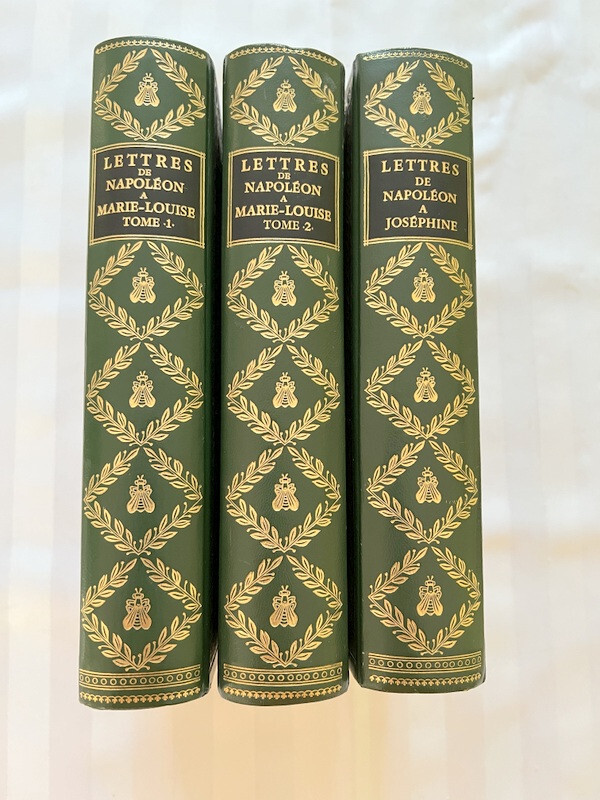 LETTRES
DE
NAPOLÉON
A
MARIE-LOUISE
TOME ·1·
LETTRES
DE
NAPOLÉON
A
MARIE-LOUISE
TOME ·2·
LETTRES
DE
NAPOLÉON
A
JOSÉPHINE